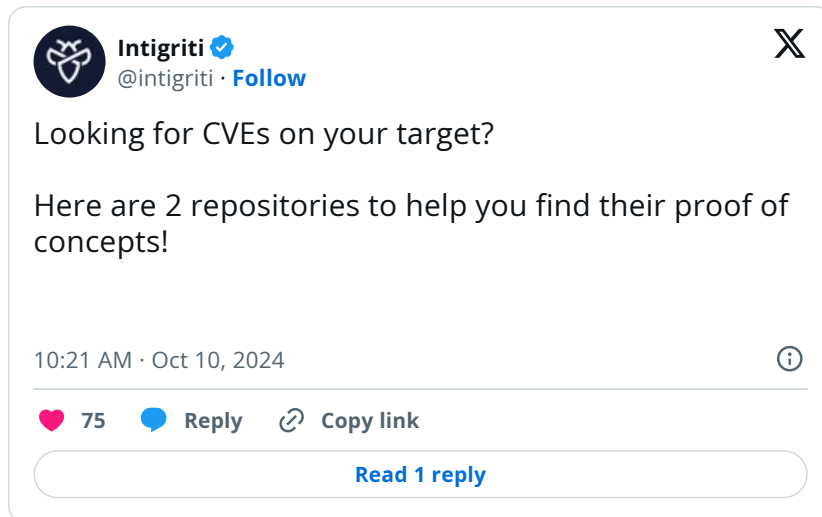 Intigriti
@intigriti · Follow
Looking for CVEs on your target?
Here are 2 repositories to help you find their proof of
concepts!
10:21 AM · Oct 10, 2024
75 Reply Copy link
Read 1 reply